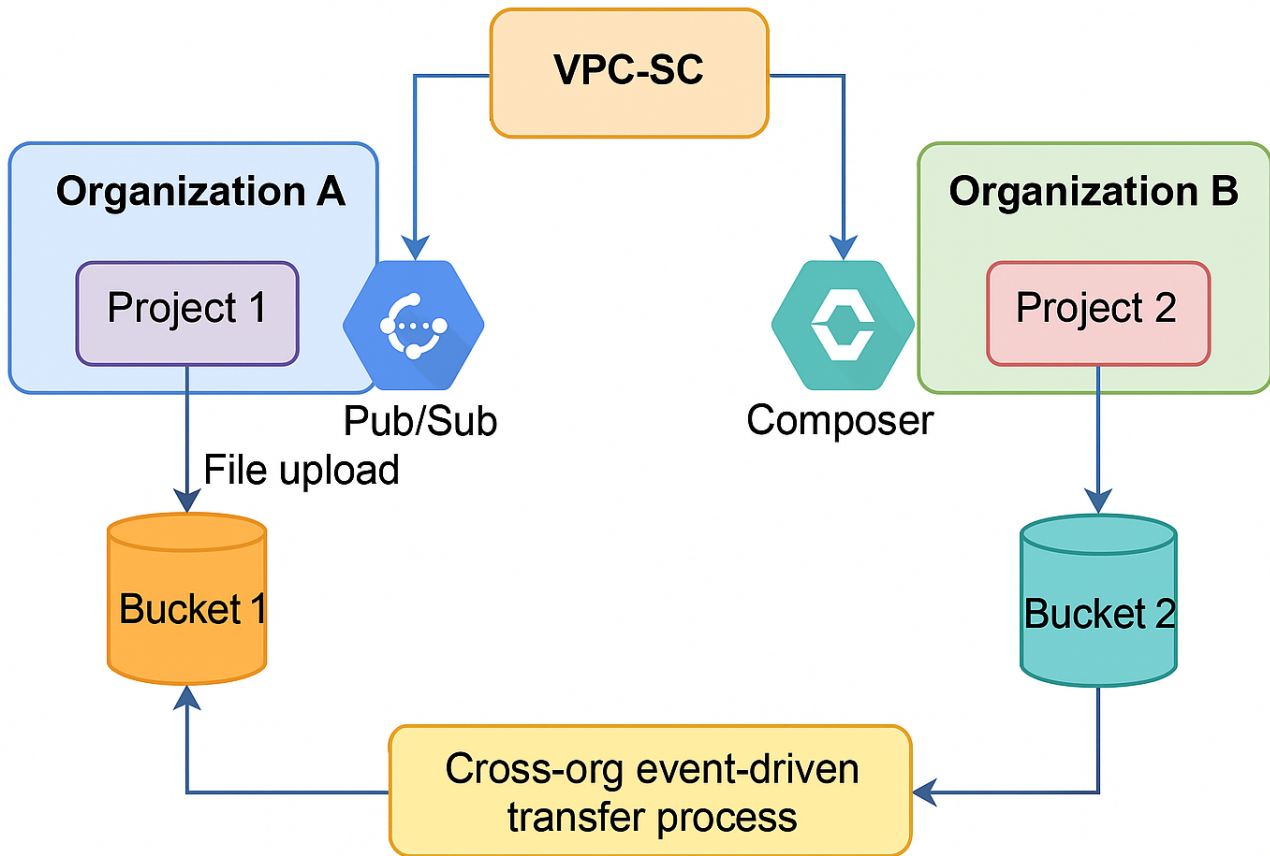 VPC-SC
Organization A
Organization B
Project 1
Project 2
Pub/Sub
Composer
File upload
Bucket 1
Bucket 2
Cross-org event-driven
transfer process